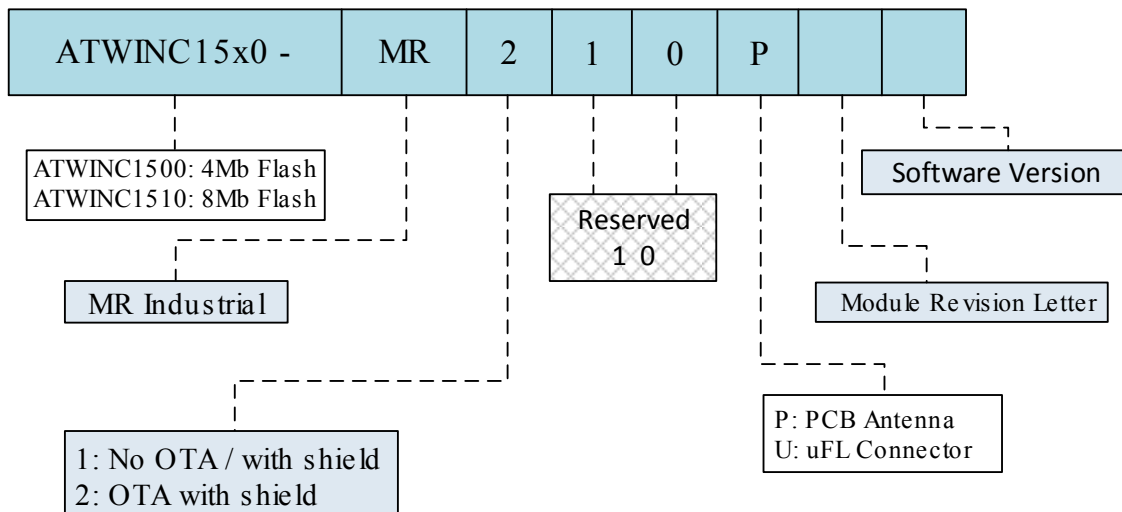 ATWINC15x0 - MR 2 1 0 P
ATWINC1500: 4Mb Flash
ATWINC1510: 8Mb Flash
Software Version
Reserved
1 0
MR Industrial
Module Revision Letter
P: PCB Antenna
U: uFL Connector
1: No OTA / with shield
2: OTA with shield